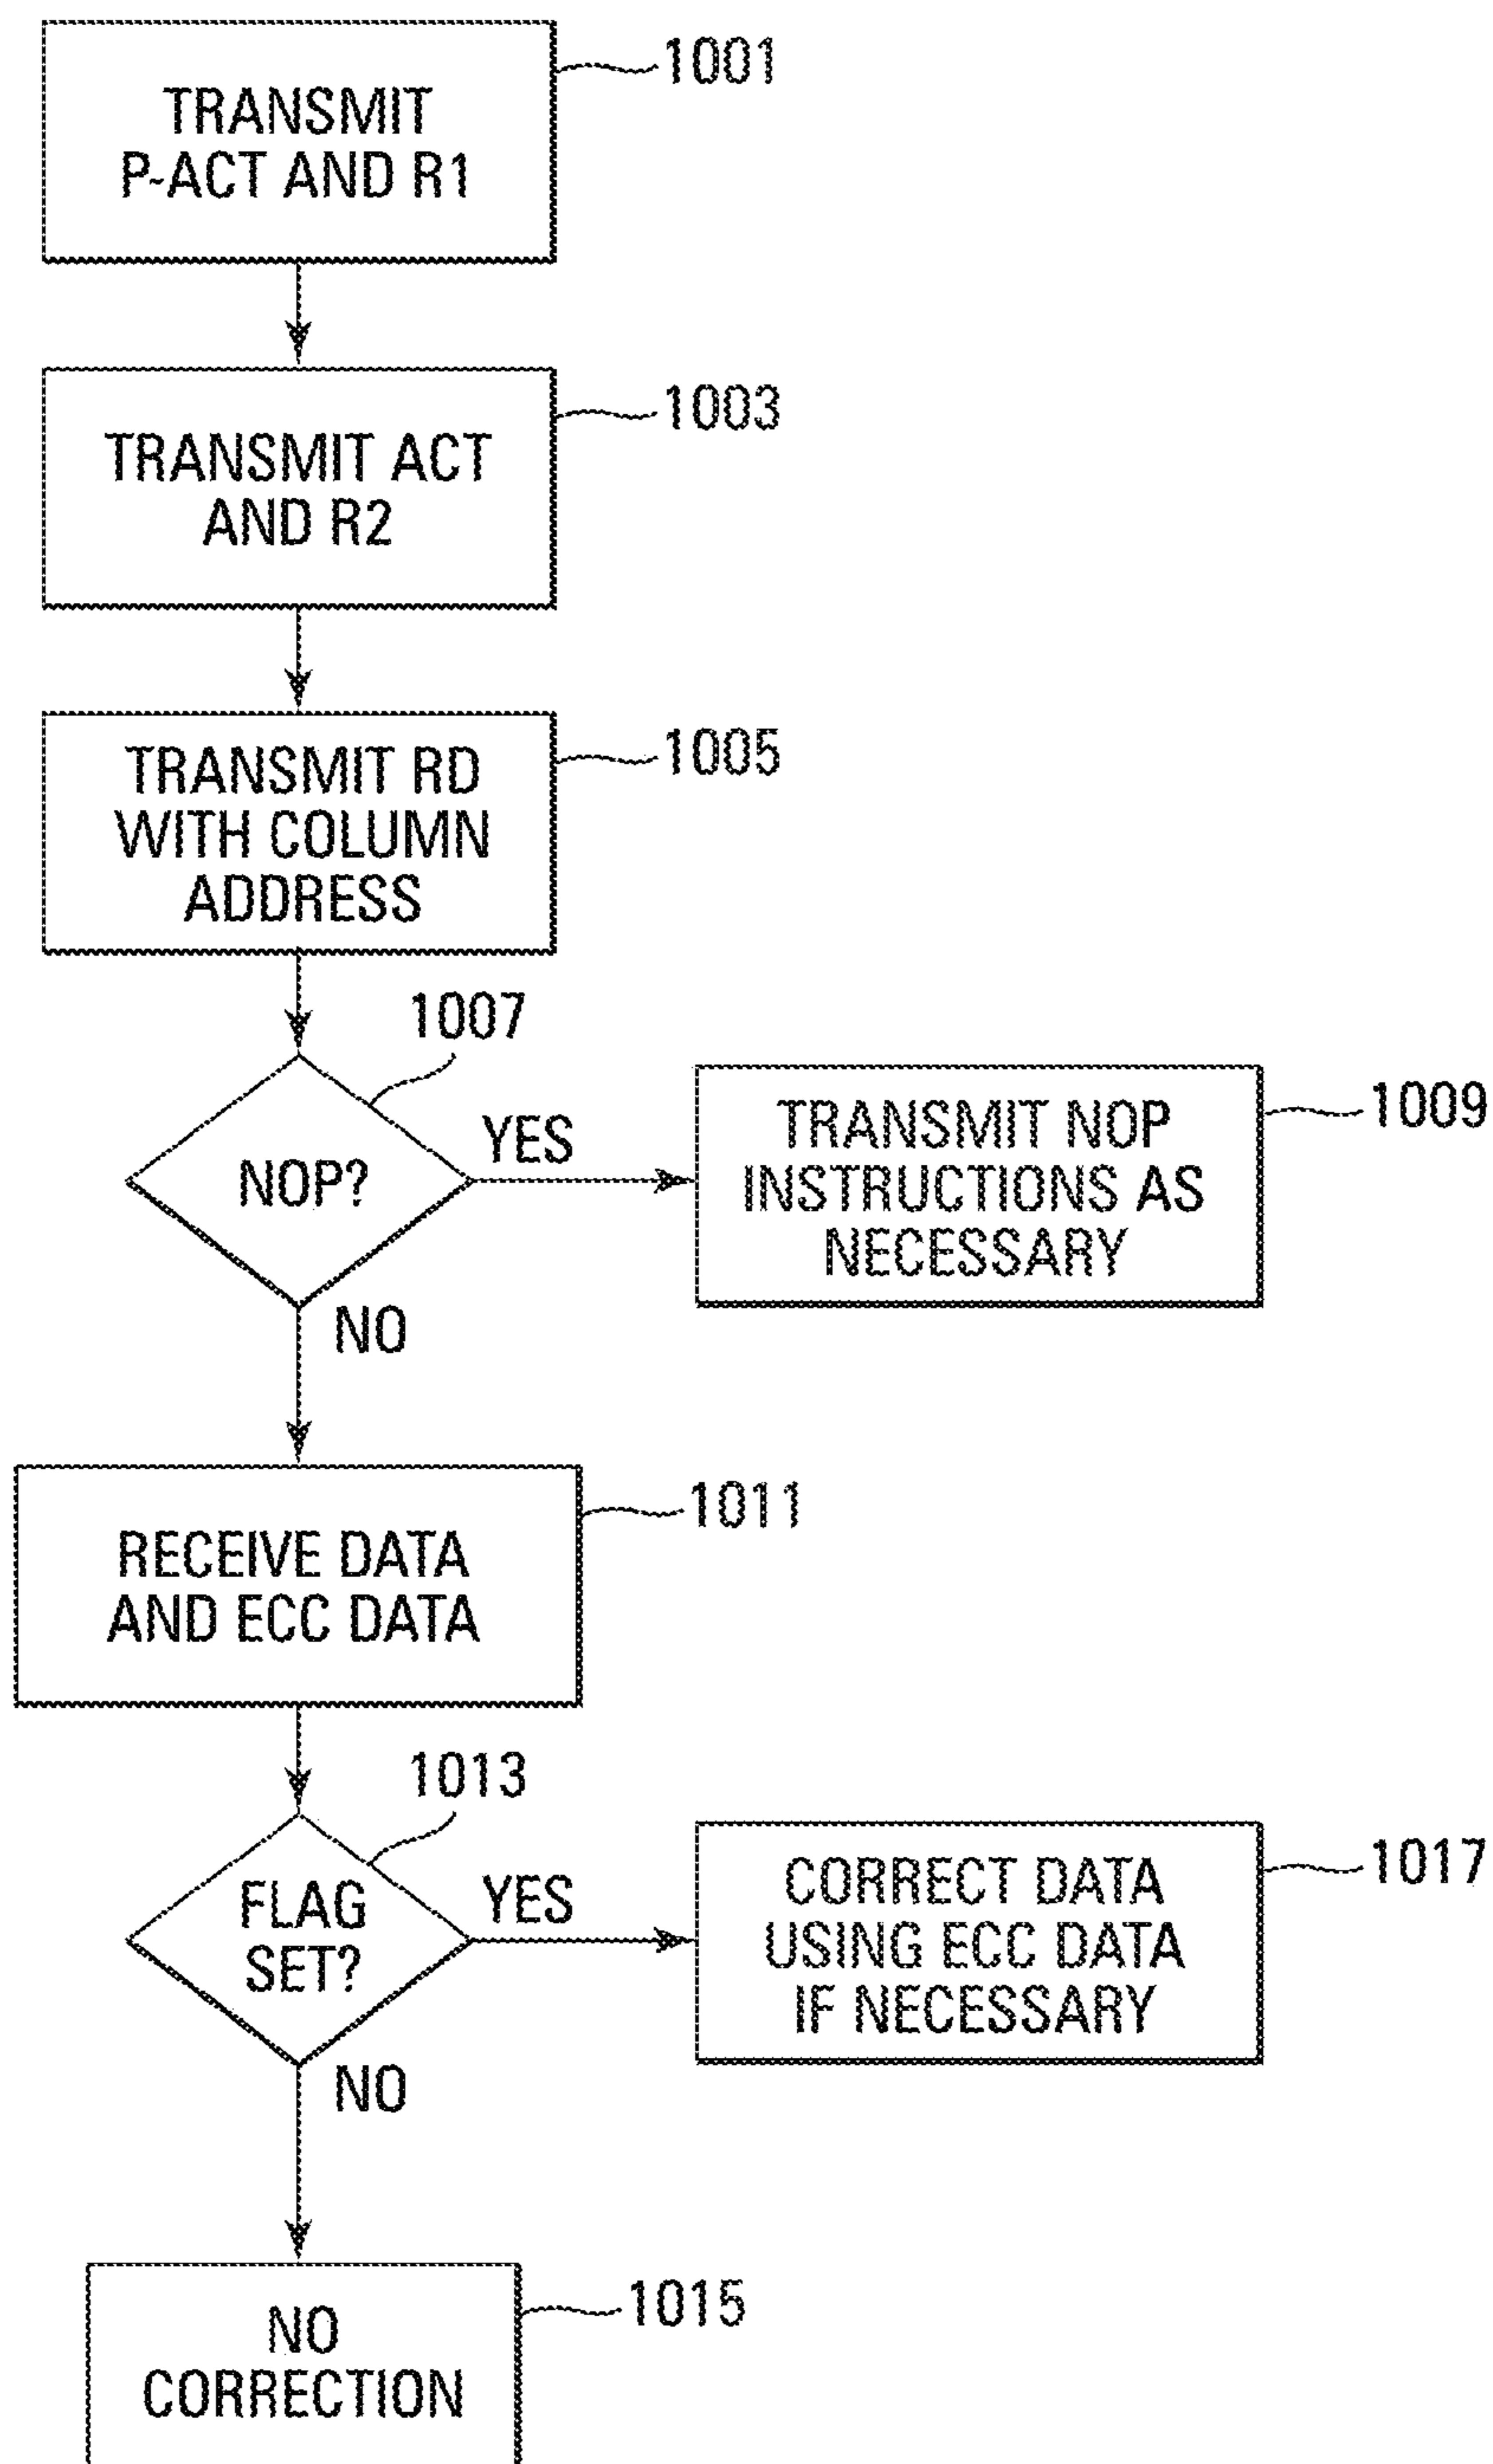 TRANSMIT
P-ACT AND R1
1001
TRANSMIT ACT
AND R2
1003
TRANSMIT RD
WITH COLUMN
ADDRESS
1005
1007
NOP?
YES
NO
TRANSMIT NOP
INSTRUCTIONS AS
NECESSARY
1009
RECEIVE DATA
AND ECC DATA
1011
1013
FLAG
SET?
YES
NO
CORRECT DATA
USING ECC DATA
IF NECESSARY
1017
NO
CORRECTION
1015